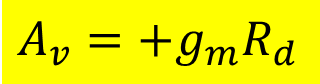 A_v = +g_m R_d